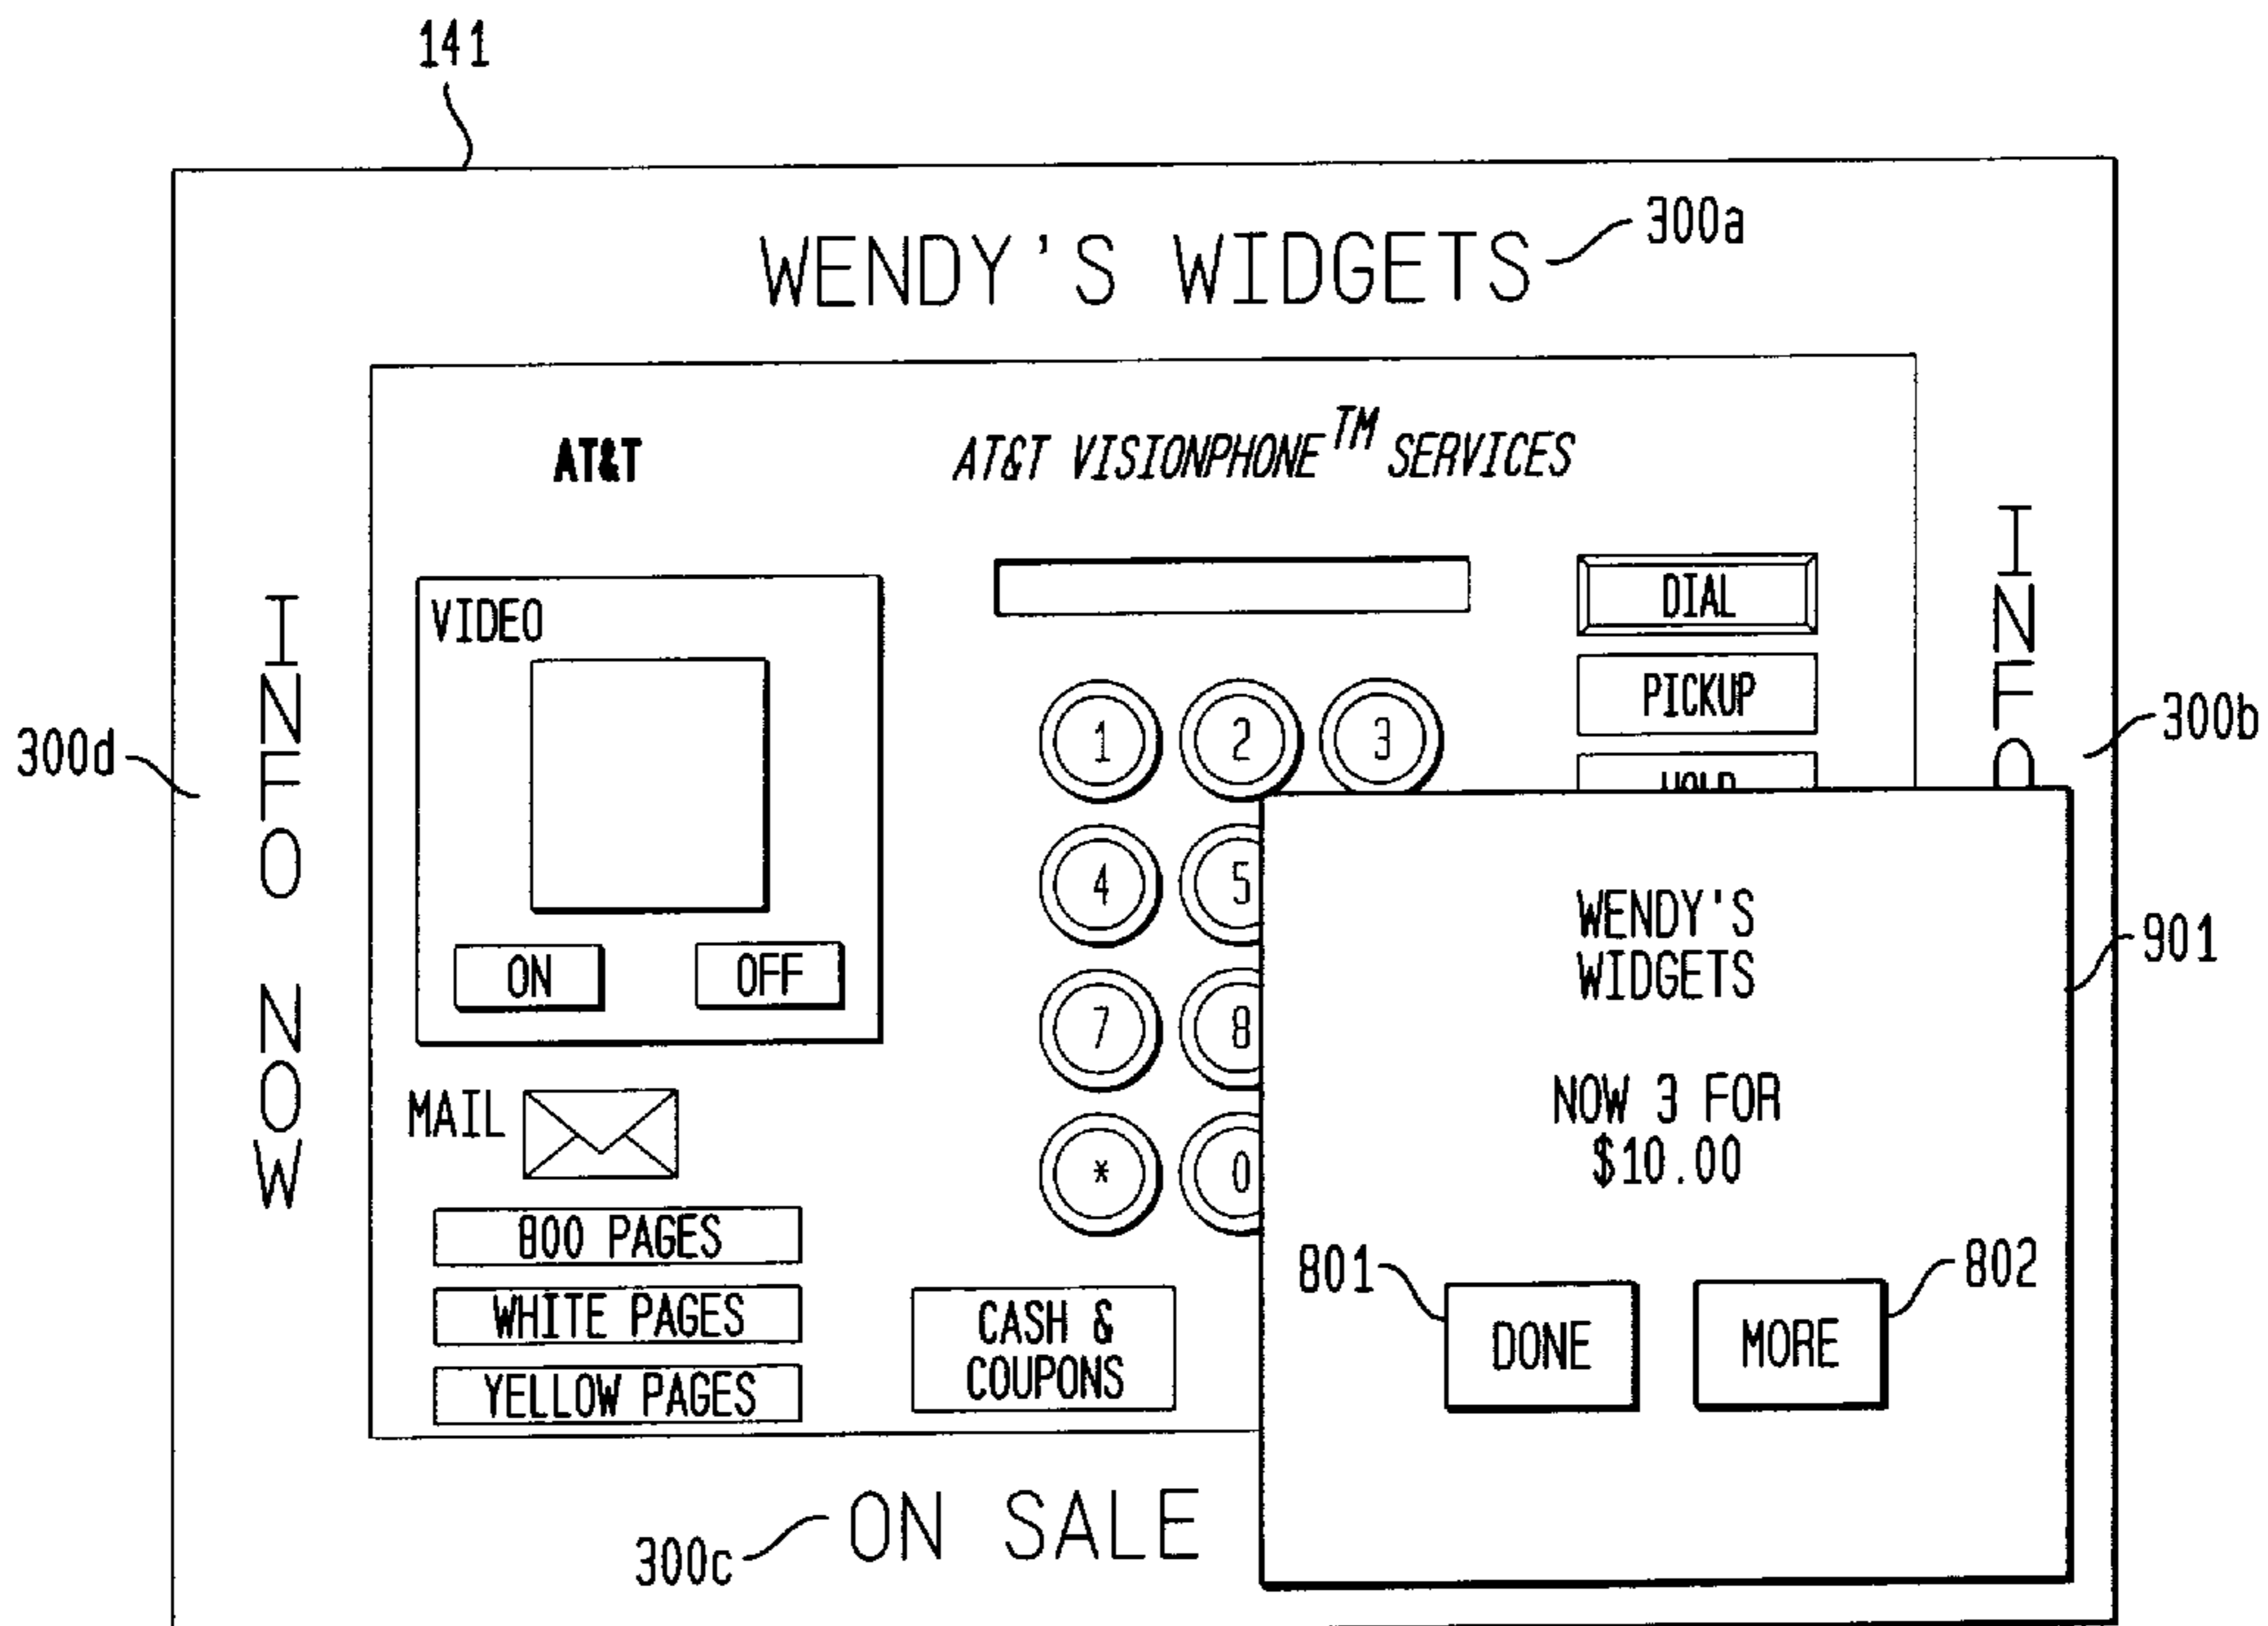 141
WENDY'S WIDGETS
300a
AT&T
AT&T VISIONPHONE™ SERVICES
VIDEO
ON
OFF
DIAL
PICKUP
1
2
3
4
5
7
8
*
0
INFO NOW
300d
INFO
300b
WENDY'S
WIDGETS
NOW 3 FOR
$10.00
901
801
802
DONE
MORE
MAIL
800 PAGES
WHITE PAGES
YELLOW PAGES
CASH &
COUPONS
300c
ON SALE